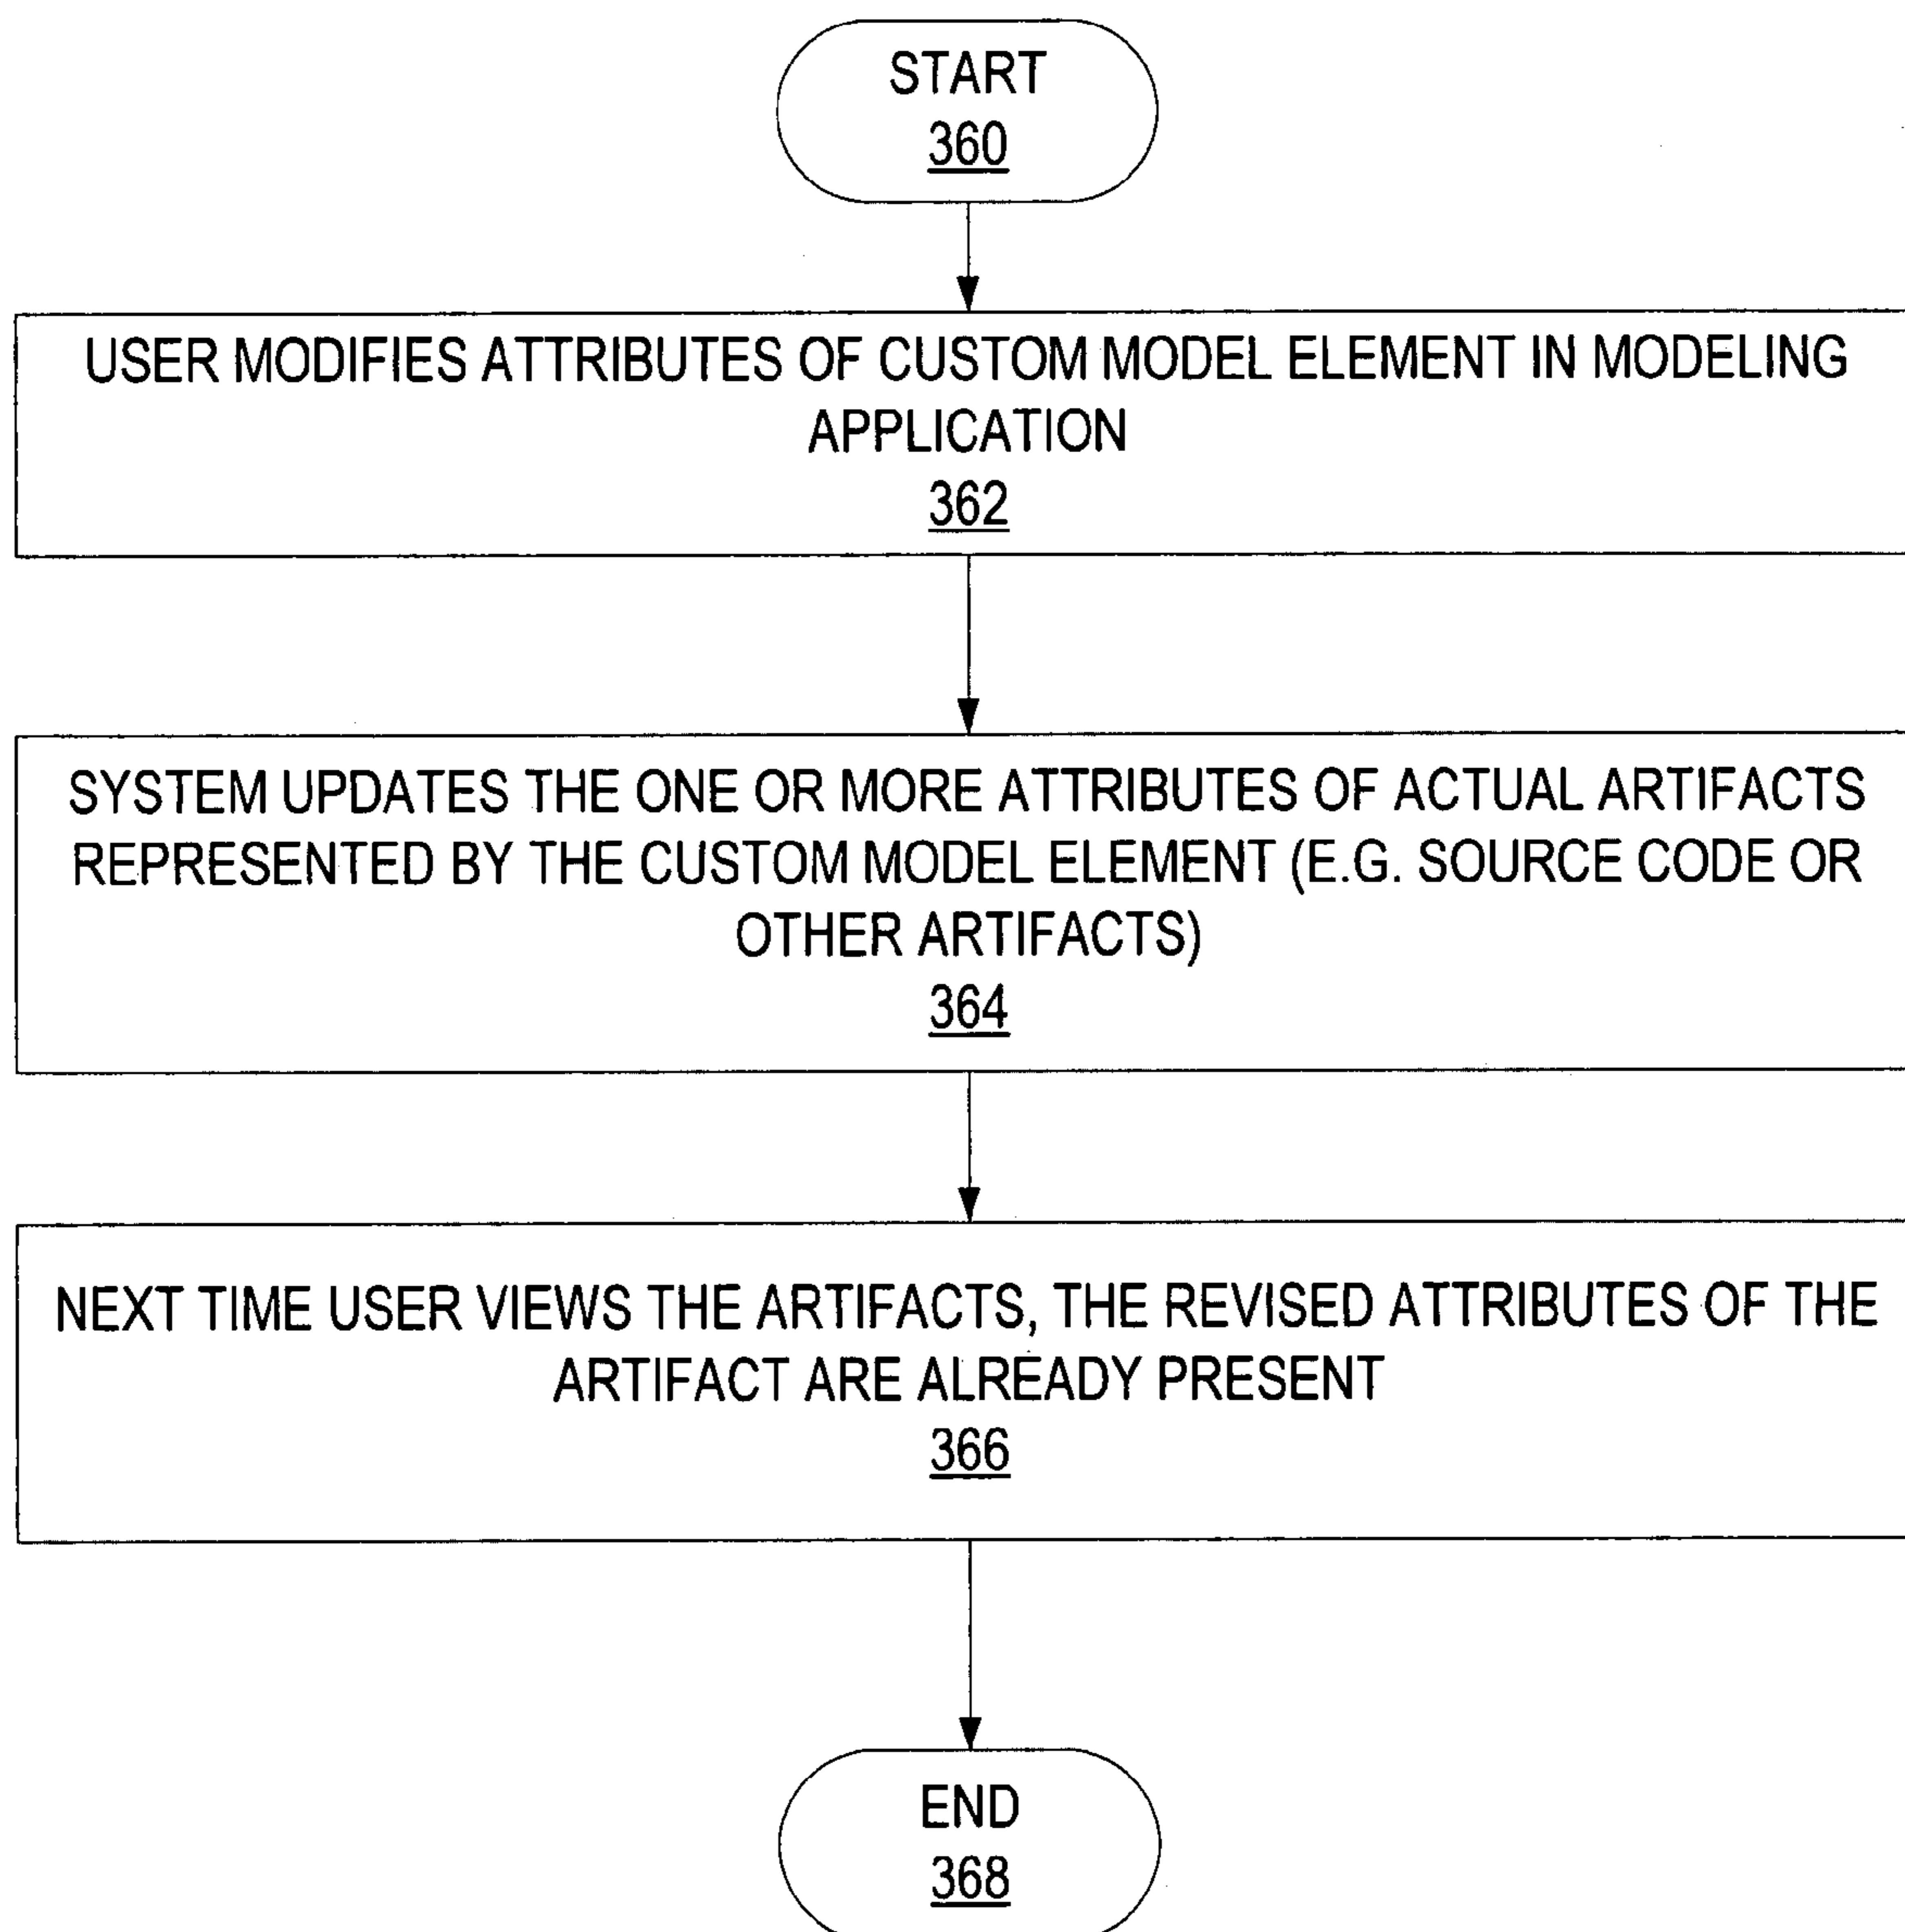 START
360
USER MODIFIES ATTRIBUTES OF CUSTOM MODEL ELEMENT IN MODELING
APPLICATION
362
SYSTEM UPDATES THE ONE OR MORE ATTRIBUTES OF ACTUAL ARTIFACTS
REPRESENTED BY THE CUSTOM MODEL ELEMENT (E.G. SOURCE CODE OR
OTHER ARTIFACTS)
364
NEXT TIME USER VIEWS THE ARTIFACTS, THE REVISED ATTRIBUTES OF THE
ARTIFACT ARE ALREADY PRESENT
366
END
368